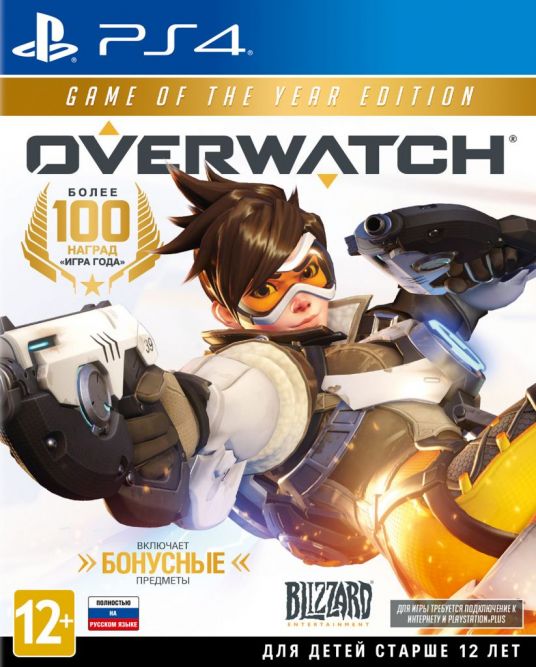 PS4
GAME OF THE YEAR EDITION
OVERWATCH®
БОЛЕЕ
100
НАГРАД
«ИГРА ГОДА»
39
ВКЛЮЧАЕТ
» БОНУСНЫЕ «
ПРЕДМЕТЫ
12+
ПОЛНОСТЬЮ
НА
РУССКОМ ЯЗЫКЕ
BLIZZARD®
ENTERTAINMENT
ДЛЯ ИГРЫ ТРЕБУЕТСЯ ПОДКЛЮЧЕНИЕ К
ИНТЕРНЕТУ И PLAYSTATION®PLUS
ДЛЯ ДЕТЕЙ СТАРШЕ 12 ЛЕТ